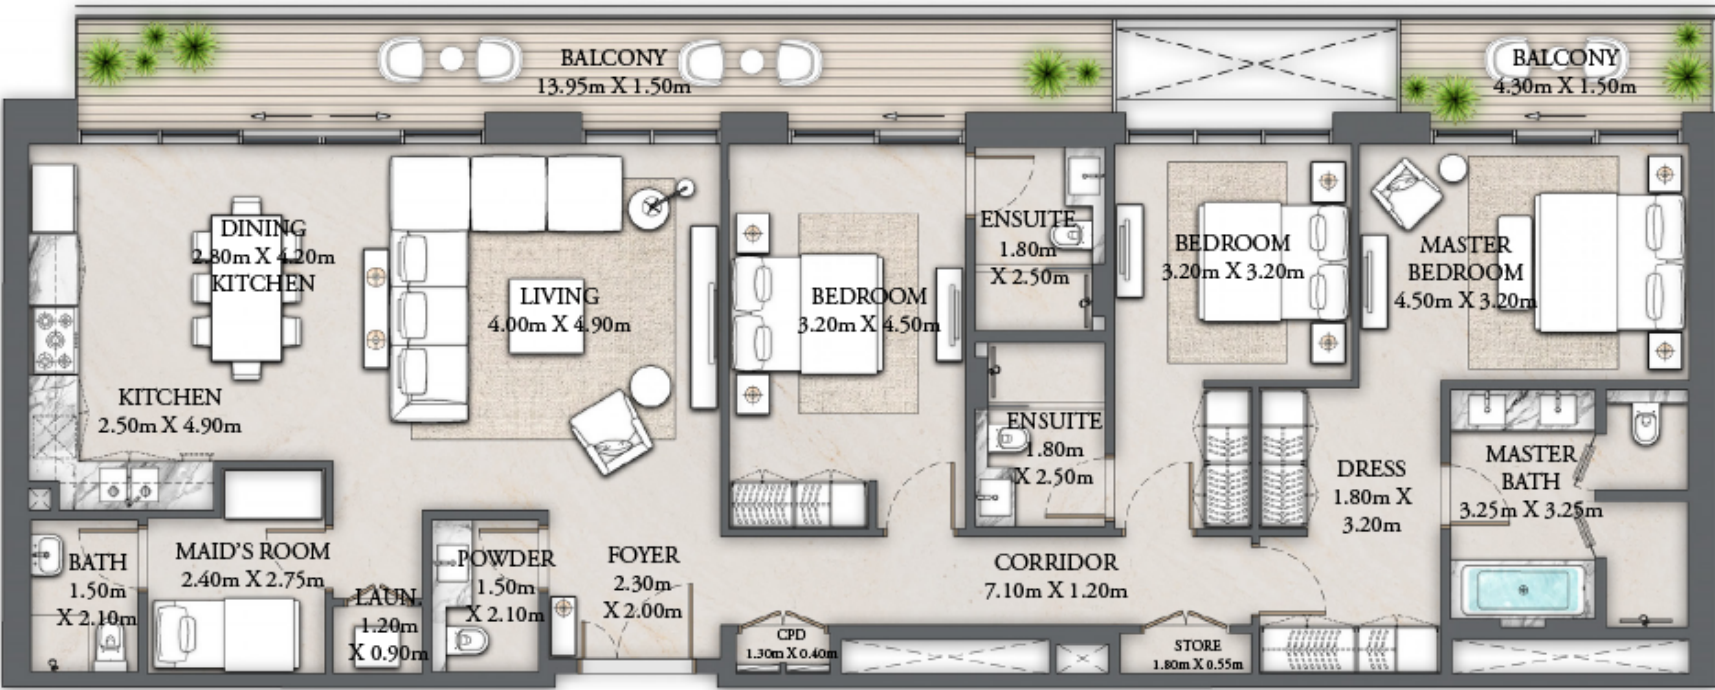 BALCONY
13.95m X 1.50m
BALCONY
4.30m X 1.50m
DINING
2.80m X 4.20m
KITCHEN
KITCHEN
2.50m X 4.90m
LIVING
4.00m X 4.90m
BEDROOM
3.20m X 4.50m
ENSUITE
1.80m
X 2.50m
ENSUITE
1.80m
X 2.50m
BEDROOM
3.20m X 3.20m
MASTER
BEDROOM
4.50m X 3.20m
DRESS
1.80m X
3.20m
MASTER
BATH
3.25m X 3.25m
BATH
1.50m
X 2.10m
MAID'S ROOM
2.40m X 2.75m
LAUN.
1.20m
X 0.90m
POWDER
1.50m
X 2.10m
FOYER
2.30m
X 2.00m
CORRIDOR
7.10m X 1.20m
CPD
1.30m X 0.40m
STORE
1.80m X 0.55m